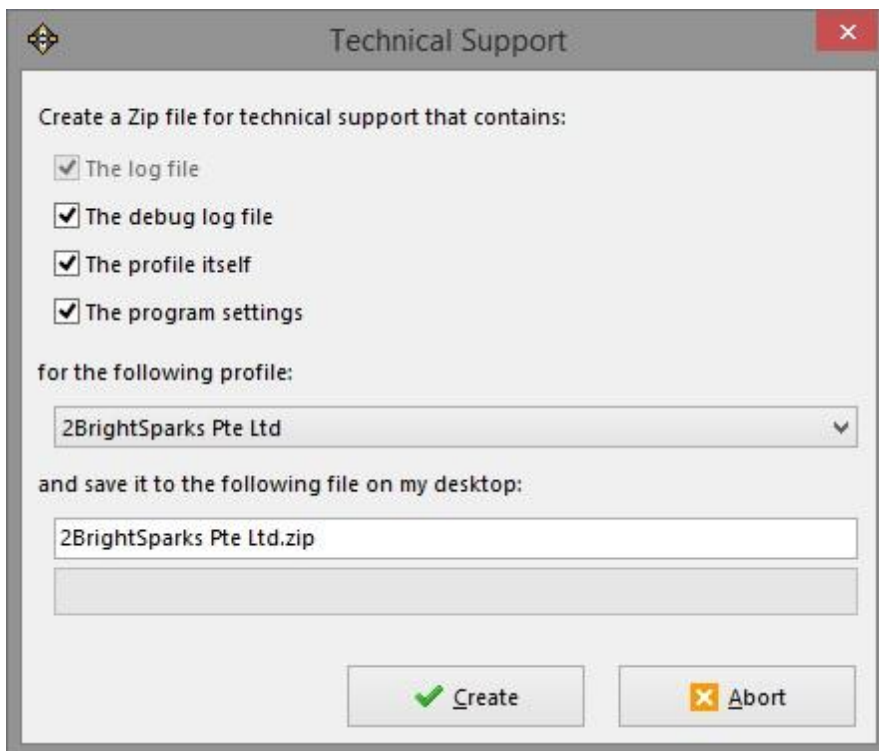 Technical Support
Create a Zip file for technical support that contains:
The log file
The debug log file
The profile itself
The program settings
for the following profile:
2BrightSparks Pte Ltd
and save it to the following file on my desktop:
2BrightSparks Pte Ltd.zip
Create Abort